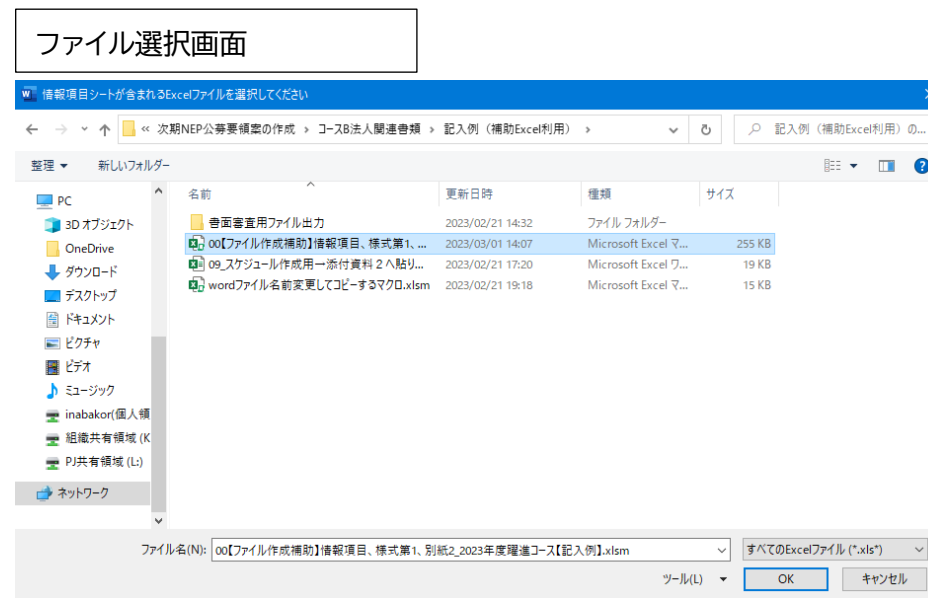 ファイル選択画面
情報項目シートが含まれるExcelファイルを選択してください
« 次期NEP公募要領案の作成 › コースB法人関連書類 › 記入例（補助Excel利用） ›
記入例（補助Excel利用）の...
整理 新しいフォルダー
名前 更新日時 種類 サイズ
PC
3D オブジェクト
OneDrive
ダウンロード
デスクトップ
ドキュメント
ピクチャ
ビデオ
ミュージック
inabakor(個人領
組織共有領域 (K
PJ共有領域 (L:)
ネットワーク
書面審査用ファイル出力 2023/02/21 14:32 ファイル フォルダー
00【ファイル作成補助】情報項目、様式第1、... 2023/03/01 14:07 Microsoft Excel マ... 255 KB
09_スケジュール作成用ー添付資料２へ貼り... 2023/02/21 17:20 Microsoft Excel ワ... 19 KB
wordファイル名前変更してコピーするマクロ.xlsm 2023/02/21 19:18 Microsoft Excel マ... 15 KB
ファイル名(N): 00【ファイル作成補助】情報項目、様式第1、別紙2_2023年度躍進コース【記入例】.xlsm すべてのExcelファイル (*.xls*)
ツール(L) OK キャンセル